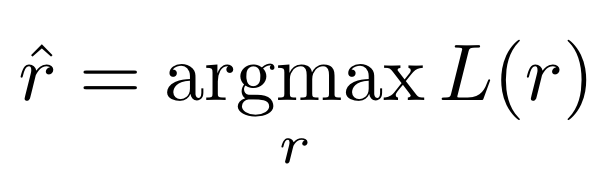 r̂ = argmax L(r)
r